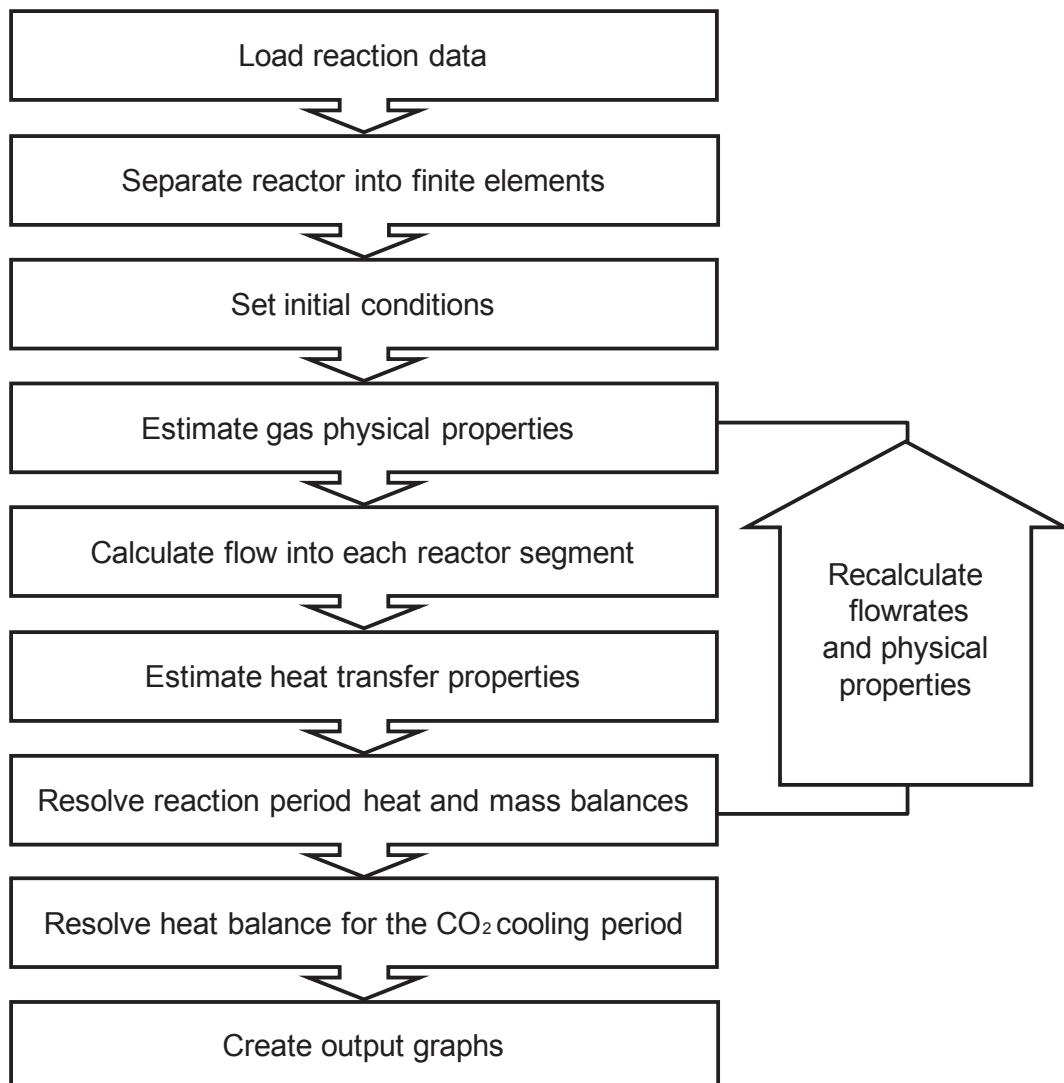 Load reaction data
Separate reactor into finite elements
Set initial conditions
Estimate gas physical properties
Calculate flow into each reactor segment
Estimate heat transfer properties
Resolve reaction period heat and mass balances
Resolve heat balance for the CO₂ cooling period
Create output graphs
Recalculate
flowrates
and physical
properties